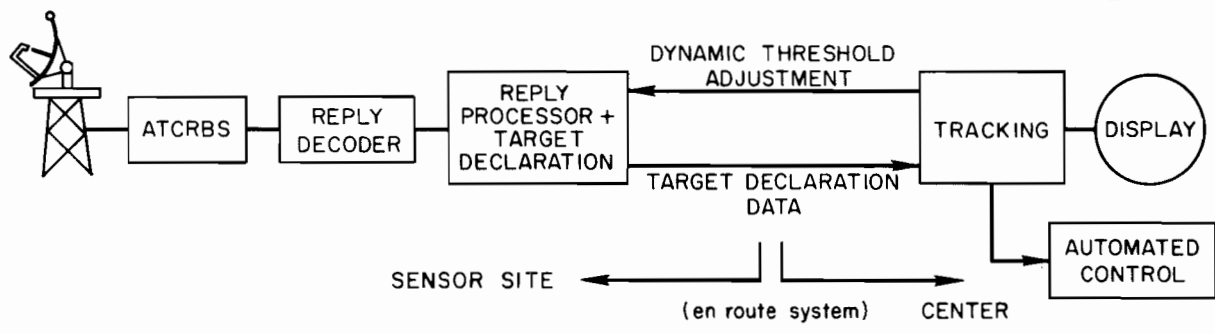 DYNAMIC THRESHOLD
ADJUSTMENT
ATCRBS
REPLY
DECODER
REPLY
PROCESSOR +
TARGET
DECLARATION
TRACKING
DISPLAY
TARGET DECLARATION
DATA
AUTOMATED
CONTROL
SENSOR SITE
(en route system)
CENTER